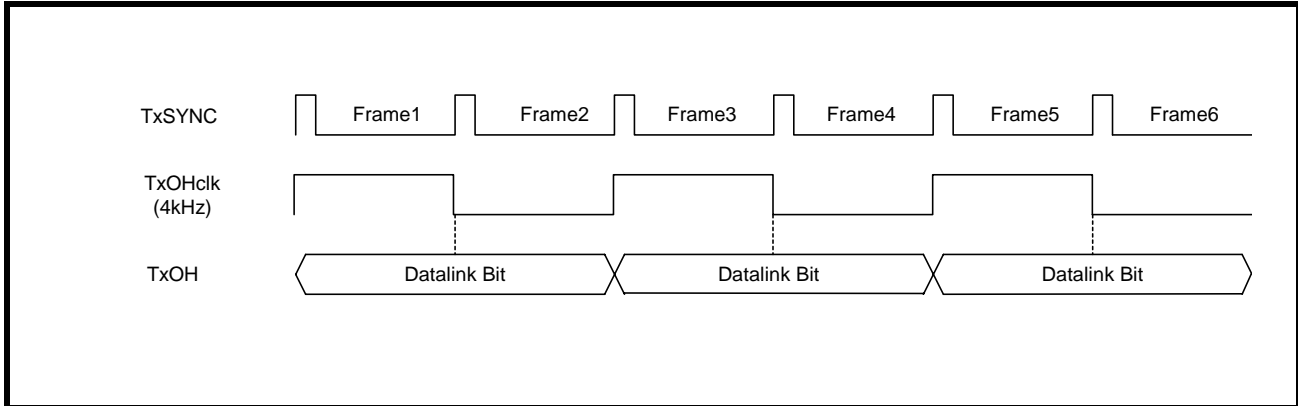 TxSYNC
Frame1 Frame2 Frame3 Frame4 Frame5 Frame6
TxOHclk
(4kHz)
TxOH
Datalink Bit Datalink Bit Datalink Bit